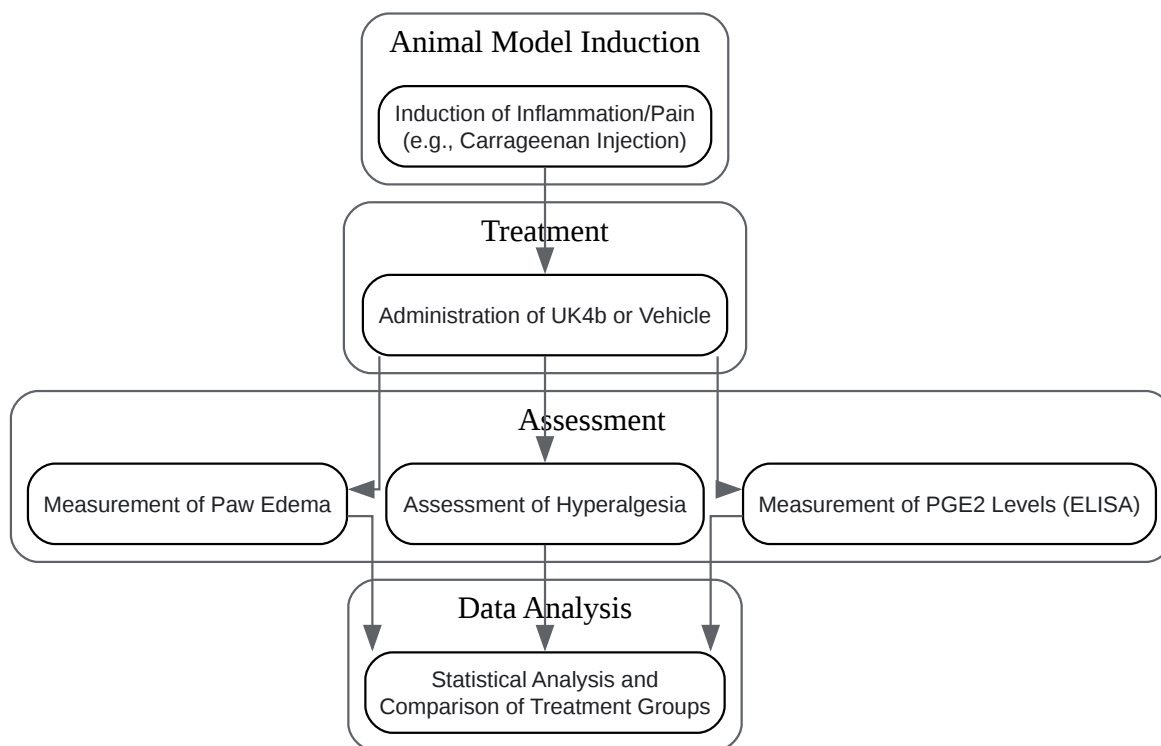 Animal Model Induction
Induction of Inflammation/Pain
(e.g., Carrageenan Injection)
Treatment
Administration of UK4b or Vehicle
Assessment
Measurement of Paw Edema
Assessment of Hyperalgesia
Measurement of PGE2 Levels (ELISA)
Data Analysis
Statistical Analysis and
Comparison of Treatment Groups